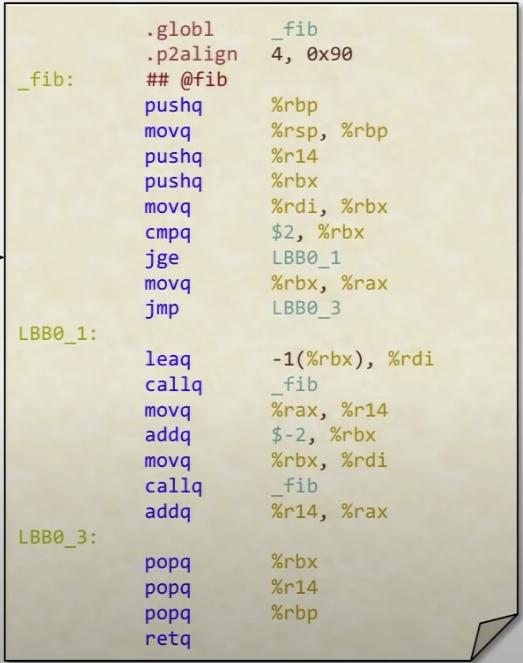 .globl _fib
.p2align 4, 0x90
_fib: ## @fib
pushq %rbp
movq %rsp, %rbp
pushq %r14
pushq %rbx
movq %rdi, %rbx
cmpq $2, %rbx
jge LBB0_1
movq %rbx, %rax
jmp LBB0_3
LBB0_1:
leaq -1(%rbx), %rdi
callq _fib
movq %rax, %r14
addq $-2, %rbx
movq %rbx, %rdi
callq _fib
addq %r14, %rax
LBB0_3:
popq %rbx
popq %r14
popq %rbp
retq